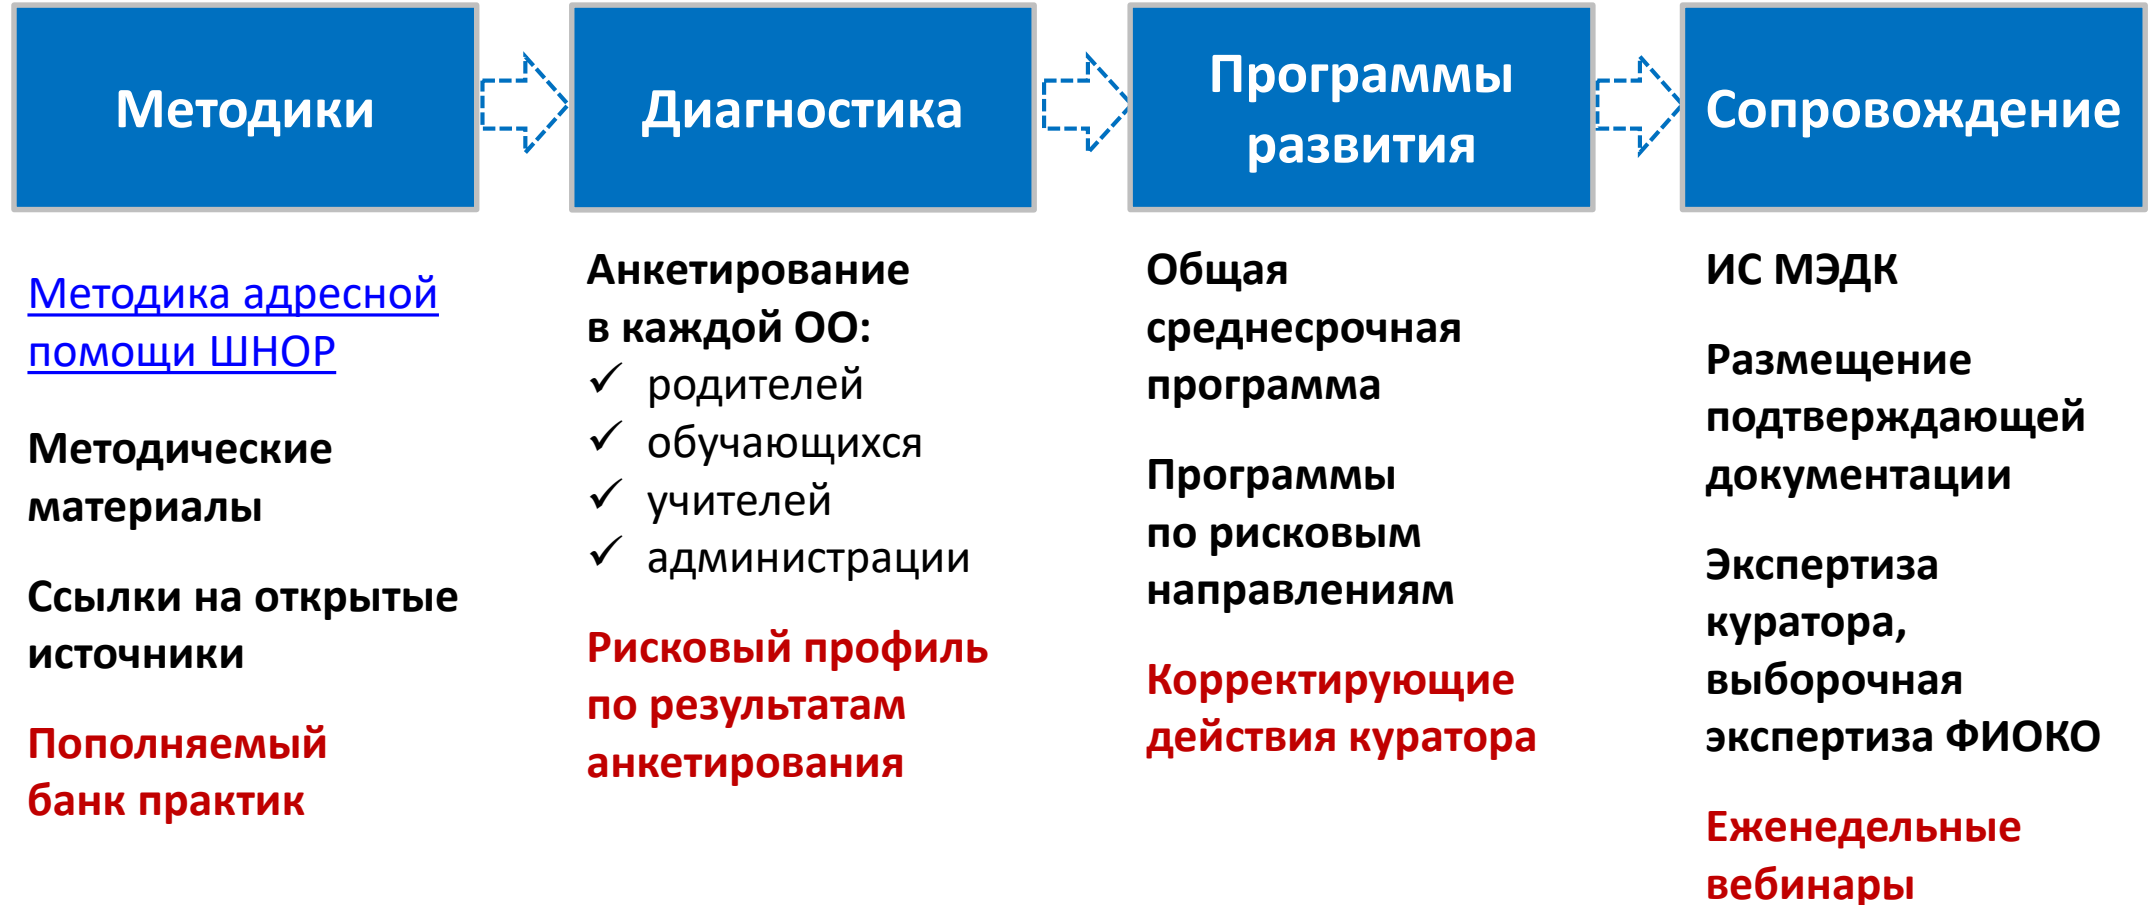 Методики
Диагностика
Программы
развития
Сопровождение
Методика адресной
помощи ШНОР
Методические
материалы
Ссылки на открытые
источники
Пополняемый
банк практик
Анкетирование
в каждой ОО:
✓ родителей
✓ обучающихся
✓ учителей
✓ администрации
Рисковый профиль
по результатам
анкетирования
Общая
среднесрочная
программа
Программы
по рисковым
направлениям
Корректирующие
действия куратора
ИС МЭДК
Размещение
подтверждающей
документации
Экспертиза
куратора,
выборочная
экспертиза ФИОКО
Еженедельные
вебинары